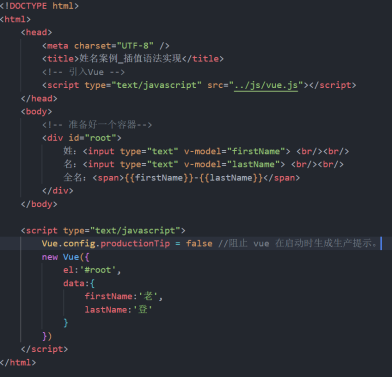 <!DOCTYPE html>
<html>
    <head>
        <meta charset="UTF-8" />
        <title>姓名案例_插值语法实现</title>
        <!-- 引入Vue -->
        <script type="text/javascript" src="../js/vue.js"></script>
    </head>
    <body>
        <!-- 准备好一个容器-->
        <div id="root">
            姓：<input type="text" v-model="firstName"> <br/><br/>
            名：<input type="text" v-model="lastName"> <br/><br/>
            全名：<span>{{firstName}}-{{lastName}}</span>
        </div>
    </body>

    <script type="text/javascript">
        Vue.config.productionTip = false //阻止 vue 在启动时生成生产提示。
        new Vue({
            el:'#root',
            data:{
                firstName:'老',
                lastName:'登'
            }
        })
    </script>
</html>